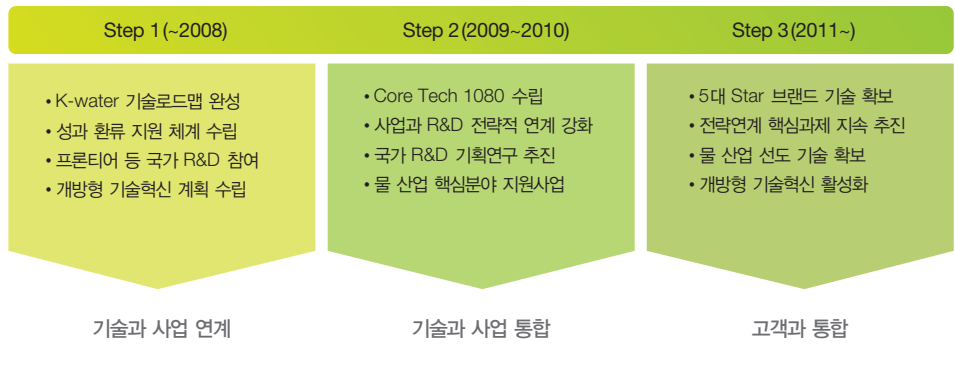 Step 1(~2008)
Step 2(2009~2010)
Step 3(2011~)
• K-water 기술로드맵 완성
• 성과 환류 지원 체계 수립
• 프론티어 등 국가 R&D 참여
• 개방형 기술혁신 계획 수립
• Core Tech 1080 수립
• 사업과 R&D 전략적 연계 강화
• 국가 R&D 기획연구 추진
• 물 산업 핵심분야 지원사업
• 5대 Star 브랜드 기술 확보
• 전략연계 핵심과제 지속 추진
• 물 산업 선도 기술 확보
• 개방형 기술혁신 활성화
기술과 사업 연계
기술과 사업 통합
고객과 통합